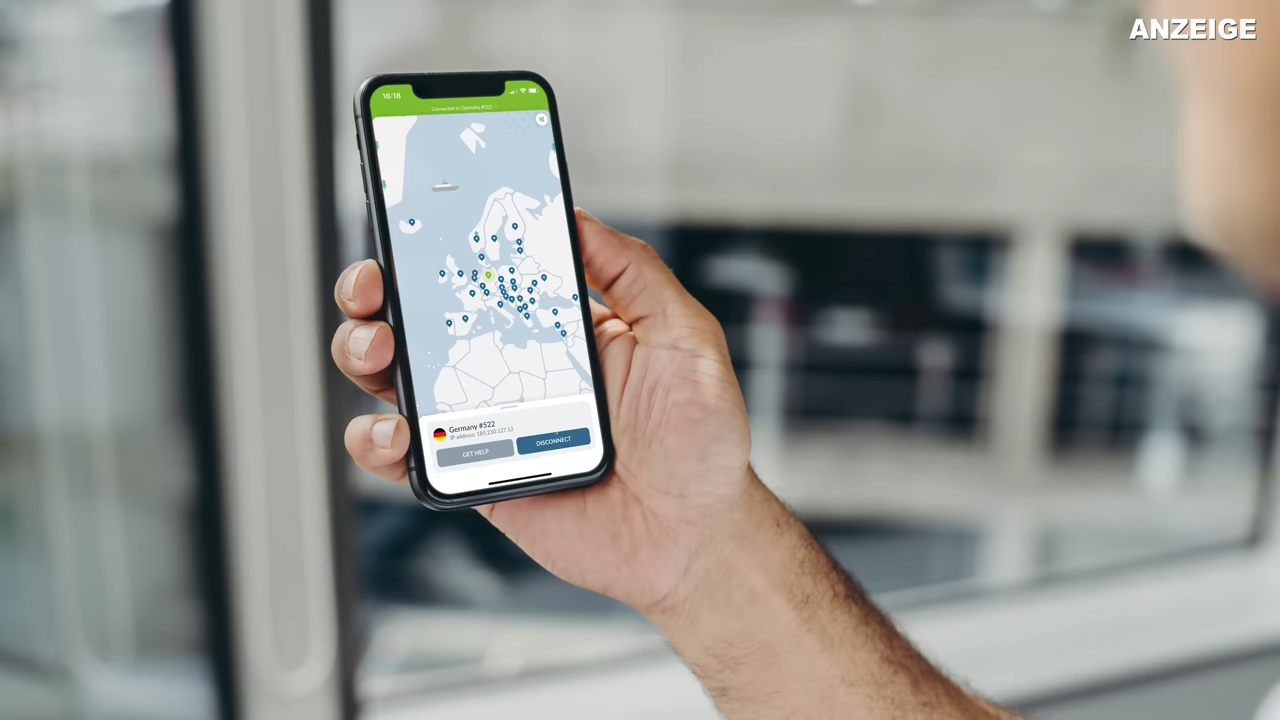 ANZEIGE
16:18
Connected to Germany #522
Germany #522
IP address: 185.230.127.12
GET HELP
DISCONNECT